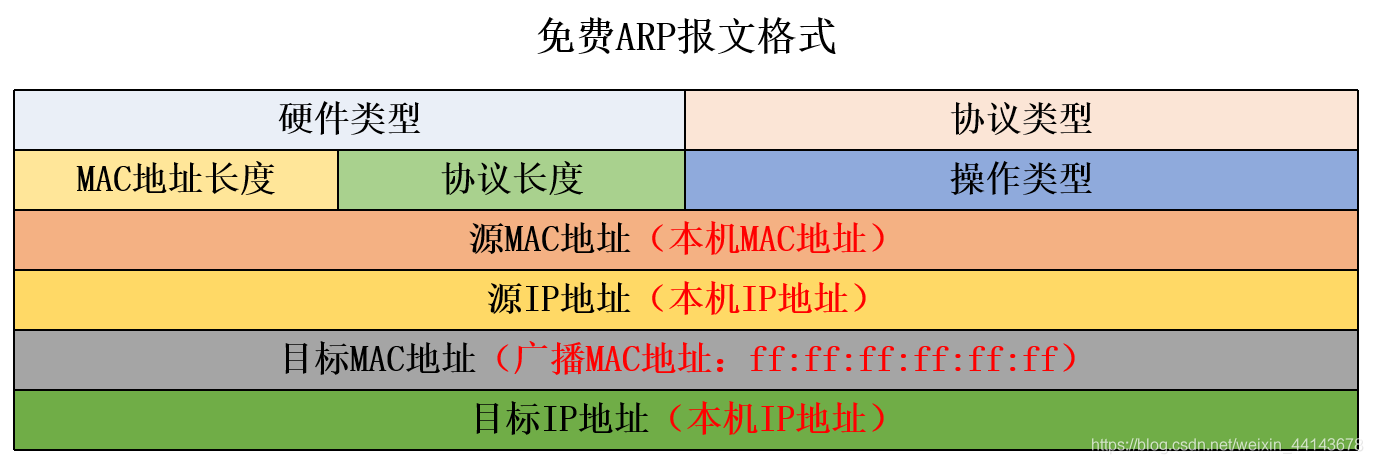 免费ARP报文格式
硬件类型 协议类型
MAC地址长度 协议长度 操作类型
源MAC地址（本机MAC地址）
源IP地址（本机IP地址）
目标MAC地址（广播MAC地址：ff:ff:ff:ff:ff:ff）
目标IP地址（本机IP地址）
https://blog.csdn.net/weixin_44143678